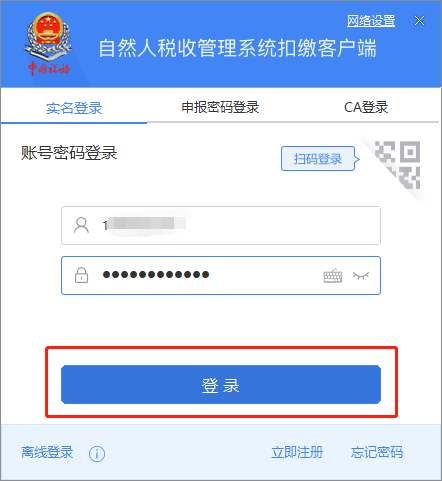 网络设置
中国税务
自然人税收管理系统扣缴客户端
实名登录 申报密码登录 CA登录
账号密码登录 扫码登录
1
登 录
离线登录 立即注册 忘记密码